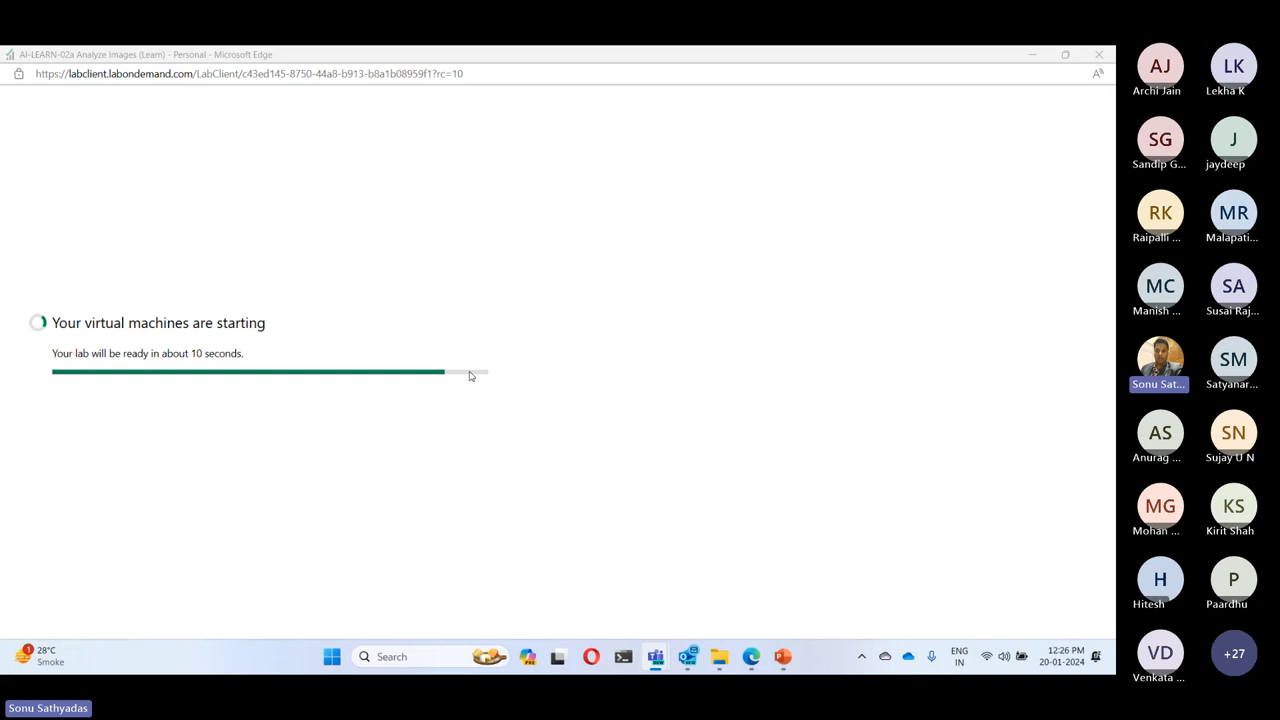 AI-LEARN-02a Analyze Images (Learn) - Personal - Microsoft Edge
https://labclient.labondemand.com/LabClient/c43ed145-8750-44a8-b913-b8a1b08959f1?rc=10
Your virtual machines are starting
Your lab will be ready in about 10 seconds.
AJ
Archi Jain
LK
Lekha K
SG
Sandip G...
J
jaydeep
RK
Raipalli ...
MR
Malapati...
MC
Manish ...
SA
Susai Raj...
Sonu Sat...
SM
Satyanar...
AS
Anurag ...
SN
Sujay U N
MG
Mohan ...
KS
Kirit Shah
H
Hitesh
P
Paardhu
VD
Venkata ...
+27
1
28°C
Smoke
Search
PRE
NEW
NEW
ENG
IN
12:26 PM
20-01-2024
Sonu Sathyadas